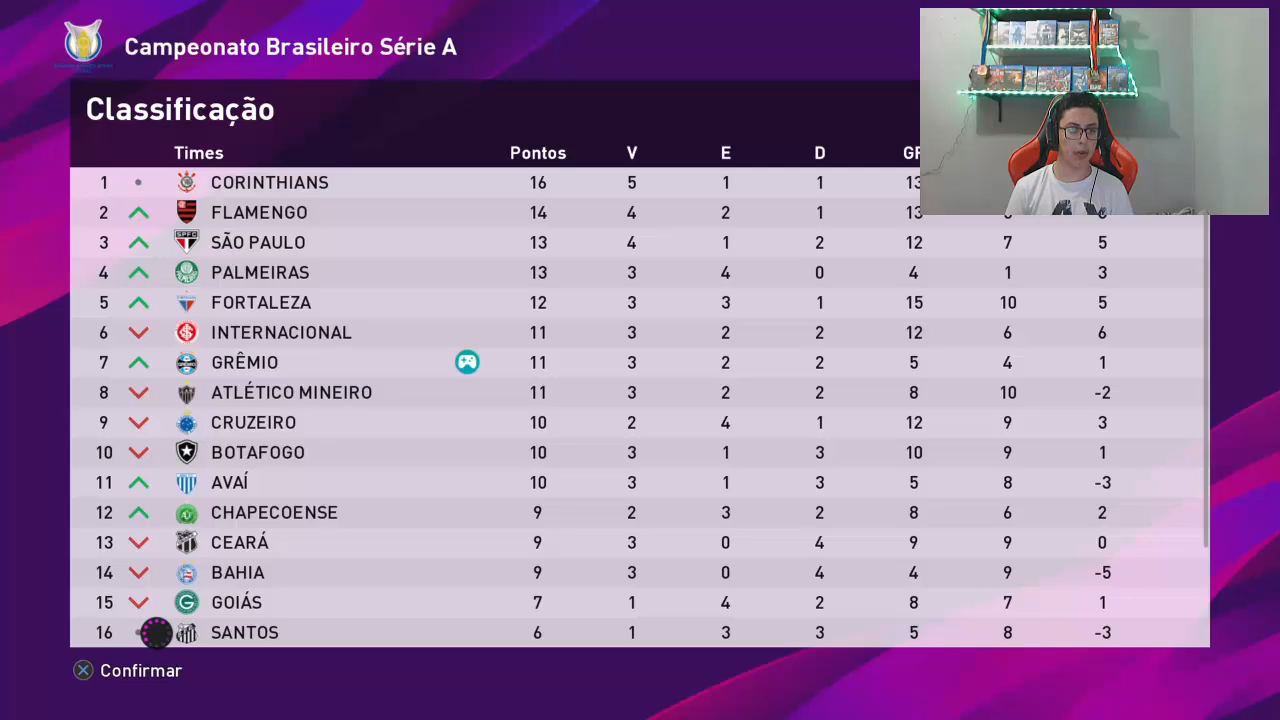 Campeonato Brasileiro Série A
Classificação
Times Pontos V E D GP
1 CORINTHIANS 16 5 1 1 13
2 FLAMENGO 14 4 2 1 13
3 SÃO PAULO 13 4 1 2 12 7 5
4 PALMEIRAS 13 3 4 0 4 1 3
5 FORTALEZA 12 3 3 1 15 10 5
6 INTERNACIONAL 11 3 2 2 12 6 6
7 GRÊMIO 11 3 2 2 5 4 1
8 ATLÉTICO MINEIRO 11 3 2 2 8 10 -2
9 CRUZEIRO 10 2 4 1 12 9 3
10 BOTAFOGO 10 3 1 3 10 9 1
11 AVAÍ 10 3 1 3 5 8 -3
12 CHAPECOENSE 9 2 3 2 8 6 2
13 CEARÁ 9 3 0 4 9 9 0
14 BAHIA 9 3 0 4 4 9 -5
15 GOIÁS 7 1 4 2 8 7 1
16 SANTOS 6 1 3 3 5 8 -3
Confirmar